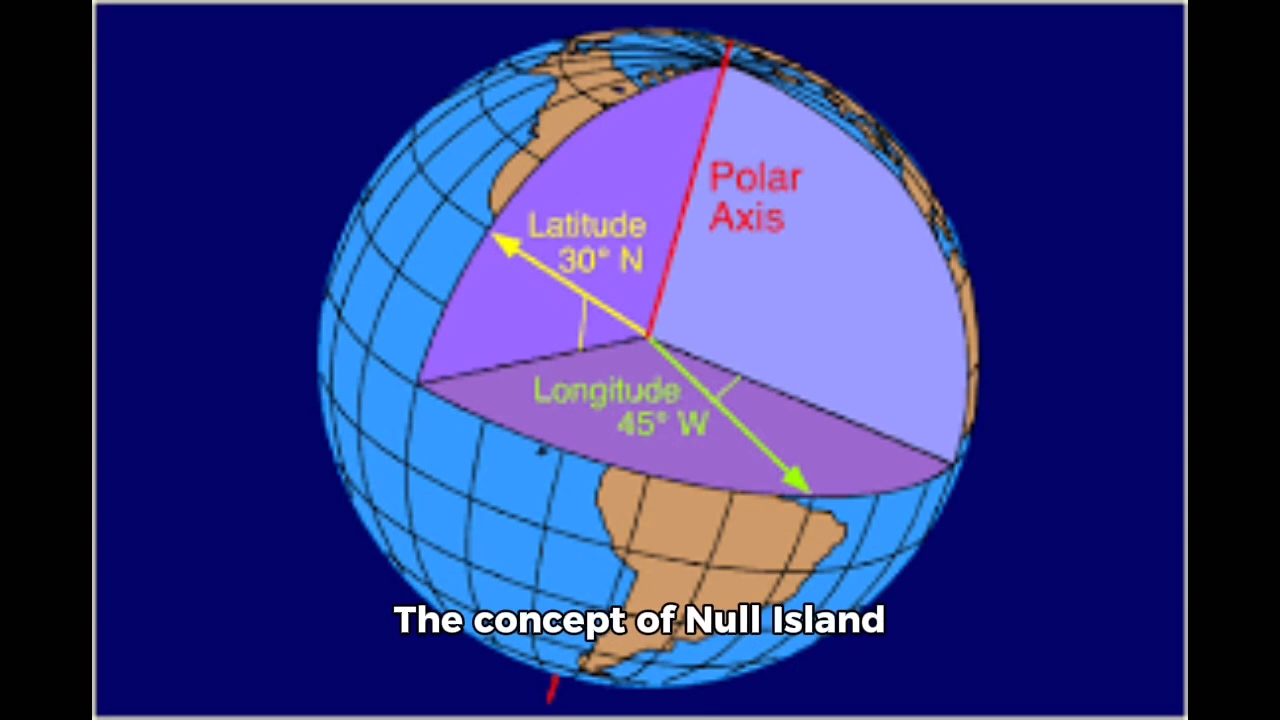 Polar
Axis
Latitude
30° N
Longitude
45° W
The concept of Null Island